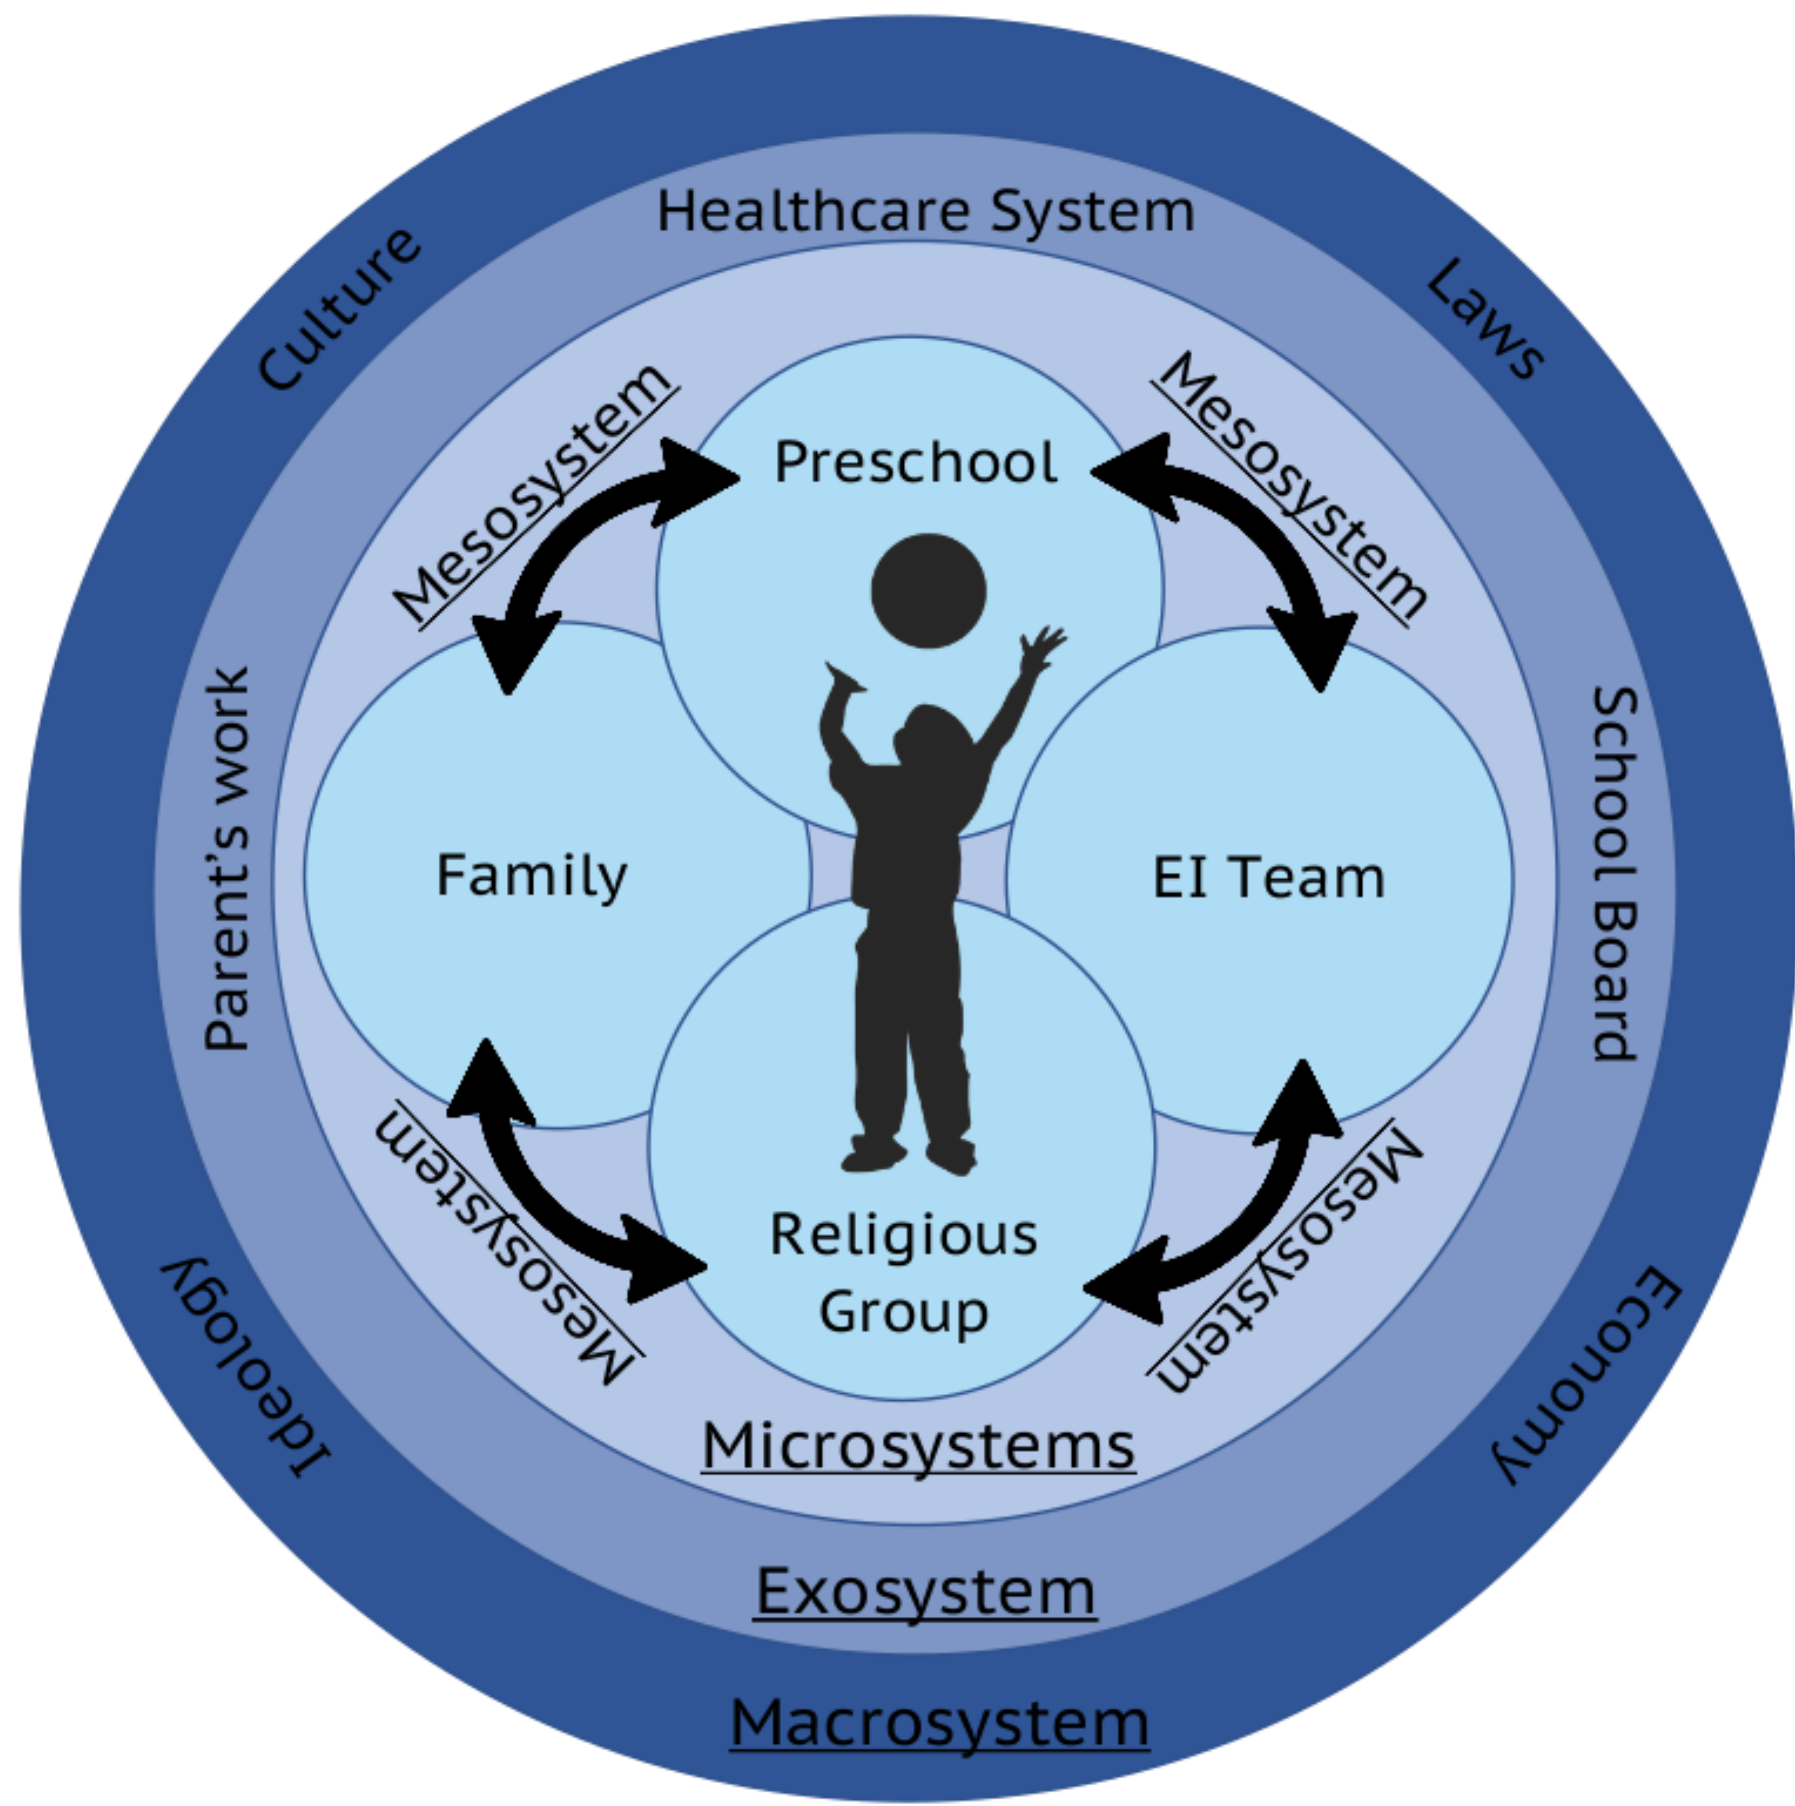 Healthcare System
Culture
Laws
Mesosystem
Mesosystem
Preschool
Parent's work
School Board
Family
EI Team
Mesosystem
Mesosystem
Religious
Group
Ideology
Economy
Microsystems
Exosystem
Macrosystem